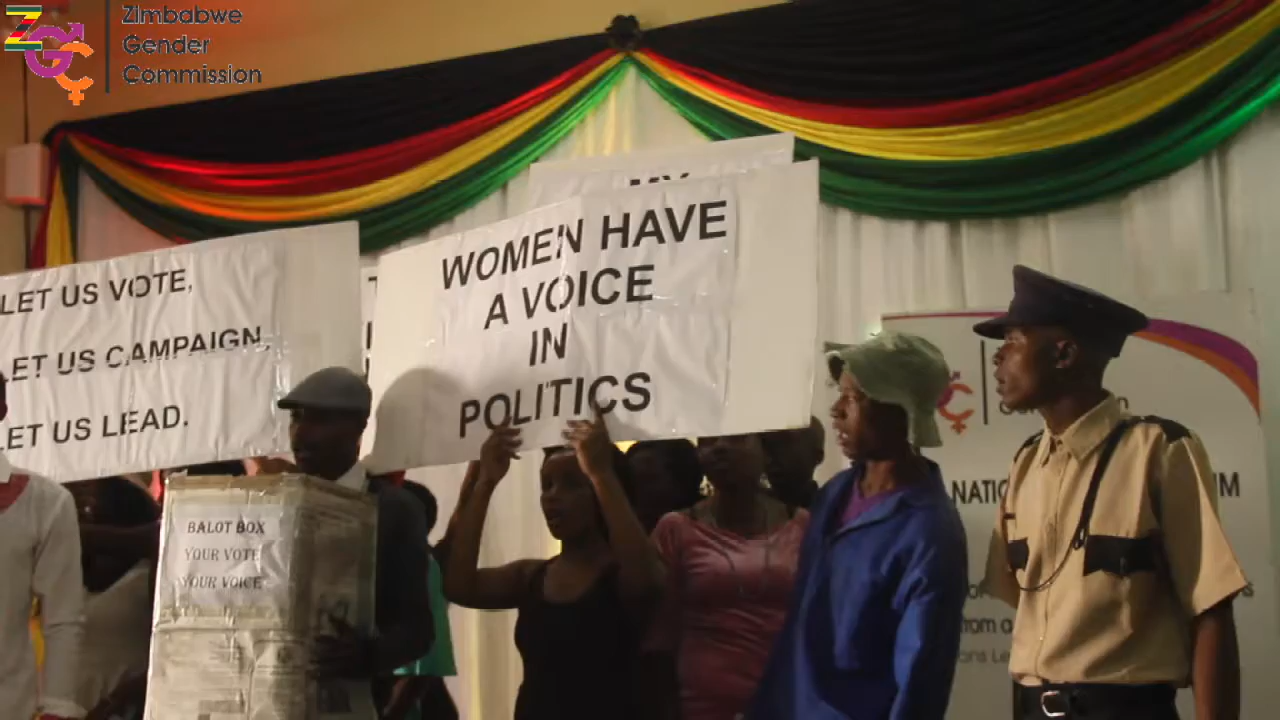 Zimbabwe
Gender
Commission
MY
WOMEN HAVE
A VOICE
IN
POLITICS
LET US VOTE,
LET US CAMPAIGN,
LET US LEAD.
BALOT BOX
YOUR VOTE
YOUR VOICE